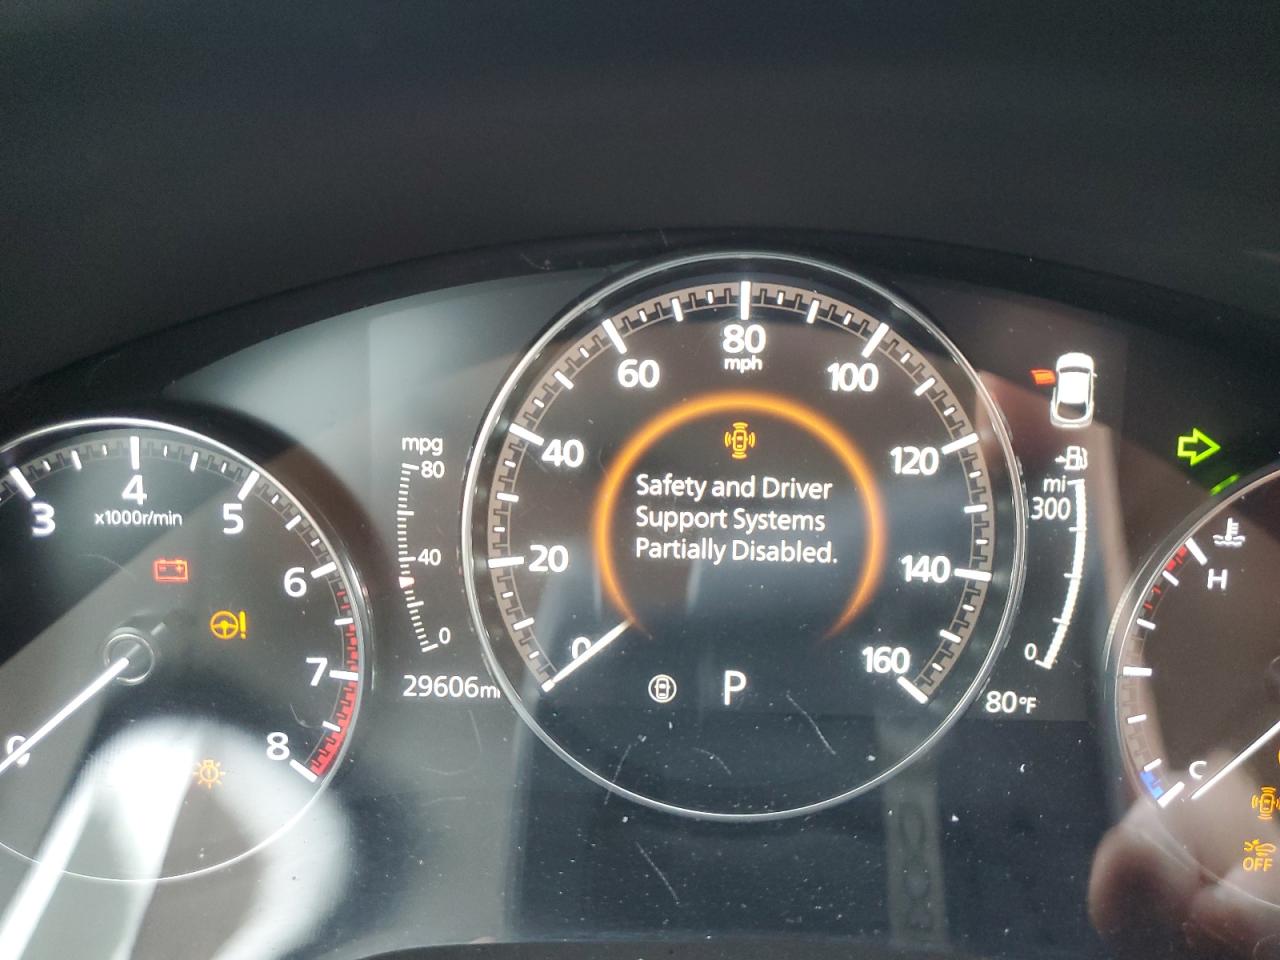 80
mph
60
100
40
120
20
140
0
160
Safety and Driver
Support Systems
Partially Disabled.
P
mpg
80
40
0
29606mi
4
x1000r/min
3
5
6
7
8
0
mi
300
0
80°F
H
C
OFF